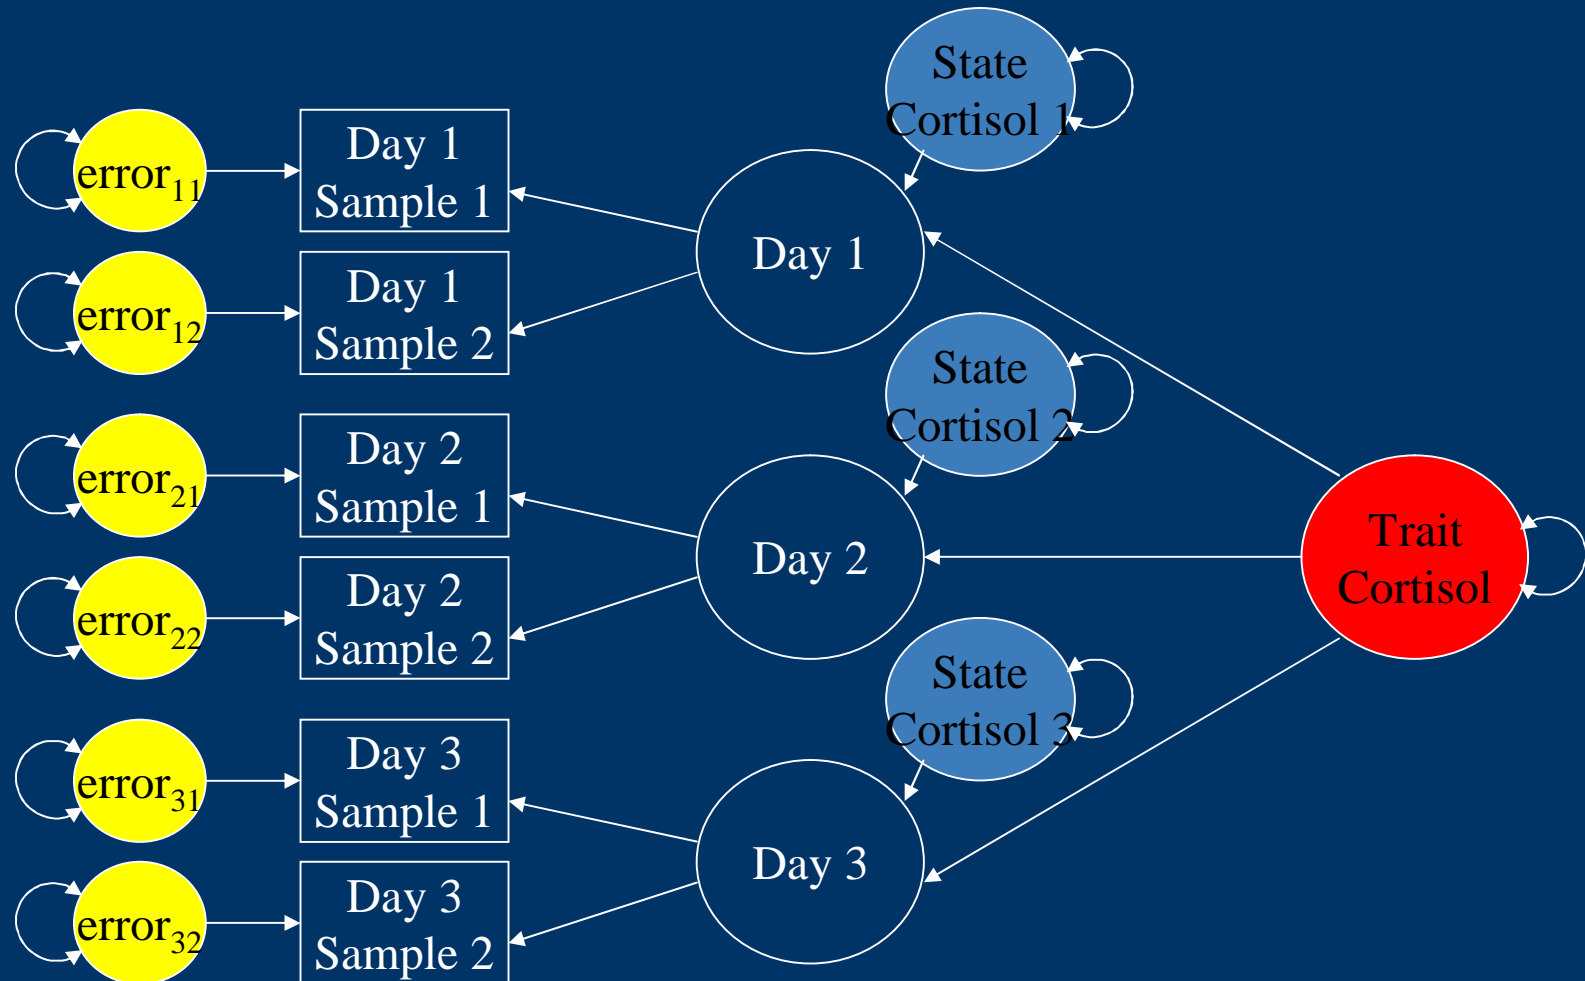 State
Cortisol 1
error₁₁
Day 1
Sample 1
Day 1
error₁₂
Day 1
Sample 2
State
Cortisol 2
error₂₁
Day 2
Sample 1
Day 2
Trait
Cortisol
error₂₂
Day 2
Sample 2
State
Cortisol 3
error₃₁
Day 3
Sample 1
Day 3
error₃₂
Day 3
Sample 2